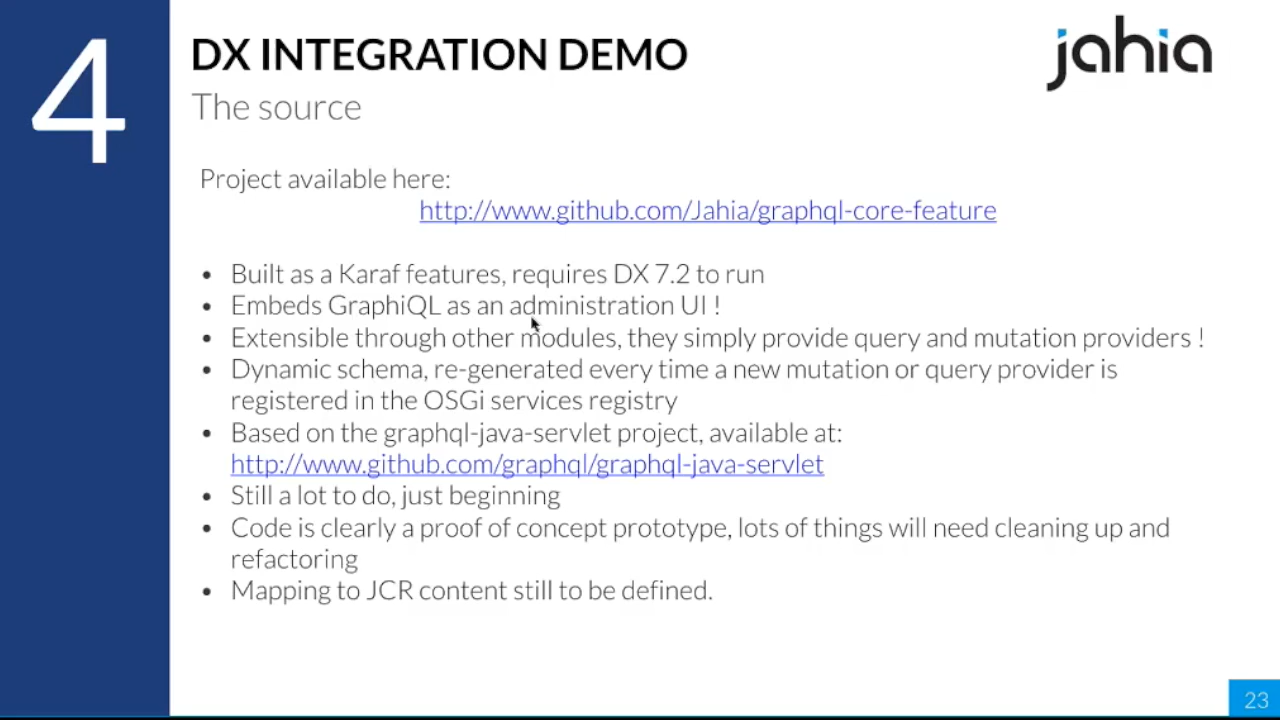 4
DX INTEGRATION DEMO
jahia
The source
Project available here:
http://www.github.com/Jahia/graphql-core-feature
• Built as a Karaf features, requires DX 7.2 to run
• Embeds GraphiQL as an administration UI !
• Extensible through other modules, they simply provide query and mutation providers !
• Dynamic schema, re-generated every time a new mutation or query provider is
registered in the OSGi services registry
• Based on the graphql-java-servlet project, available at:
http://www.github.com/graphql/graphql-java-servlet
• Still a lot to do, just beginning
• Code is clearly a proof of concept prototype, lots of things will need cleaning up and
refactoring
• Mapping to JCR content still to be defined.
23